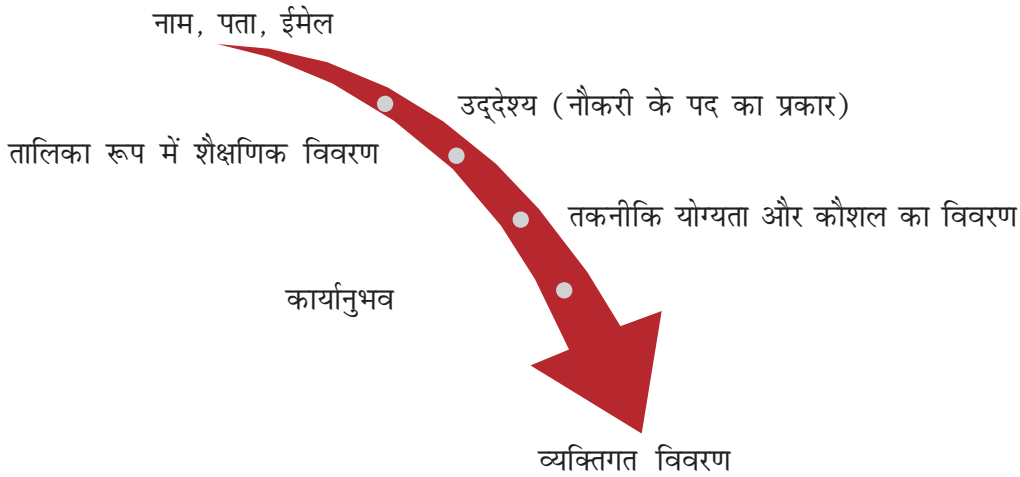 नाम, पता, ईमेल
उद्‌देश्य (नौकरी के पद का प्रकार)
तालिका रूप में शैक्षणिक विवरण
तकनीकि योग्यता और कौशल का विवरण
कार्यानुभव
व्यक्तिगत विवरण